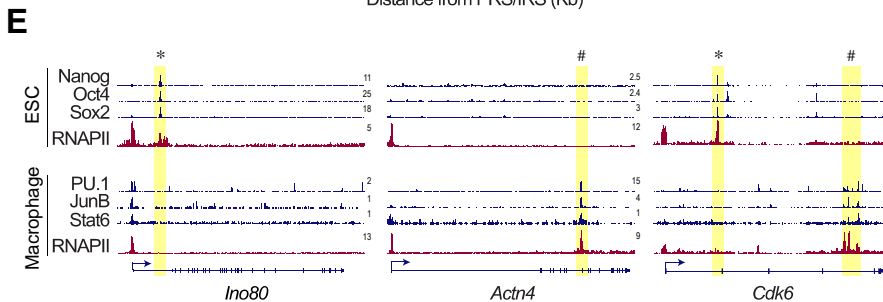 Distance from PRS/IRS (Kb)
E
* # * #
ESC
Nanog 11 2.5
Oct4 25 2.4
Sox2 18 3
RNAPII 5 12
Macrophage
PU.1 2 15
JunB 1 4
Stat6 1 1
RNAPII 13 9
Ino80 Actn4 Cdk6